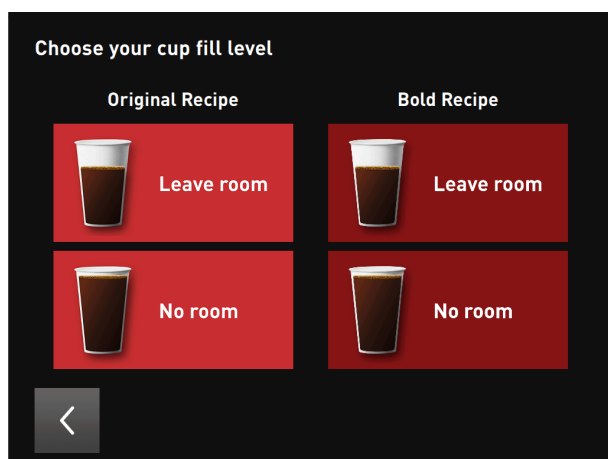 Choose your cup fill level
Original Recipe
Bold Recipe
Leave room
Leave room
No room
No room